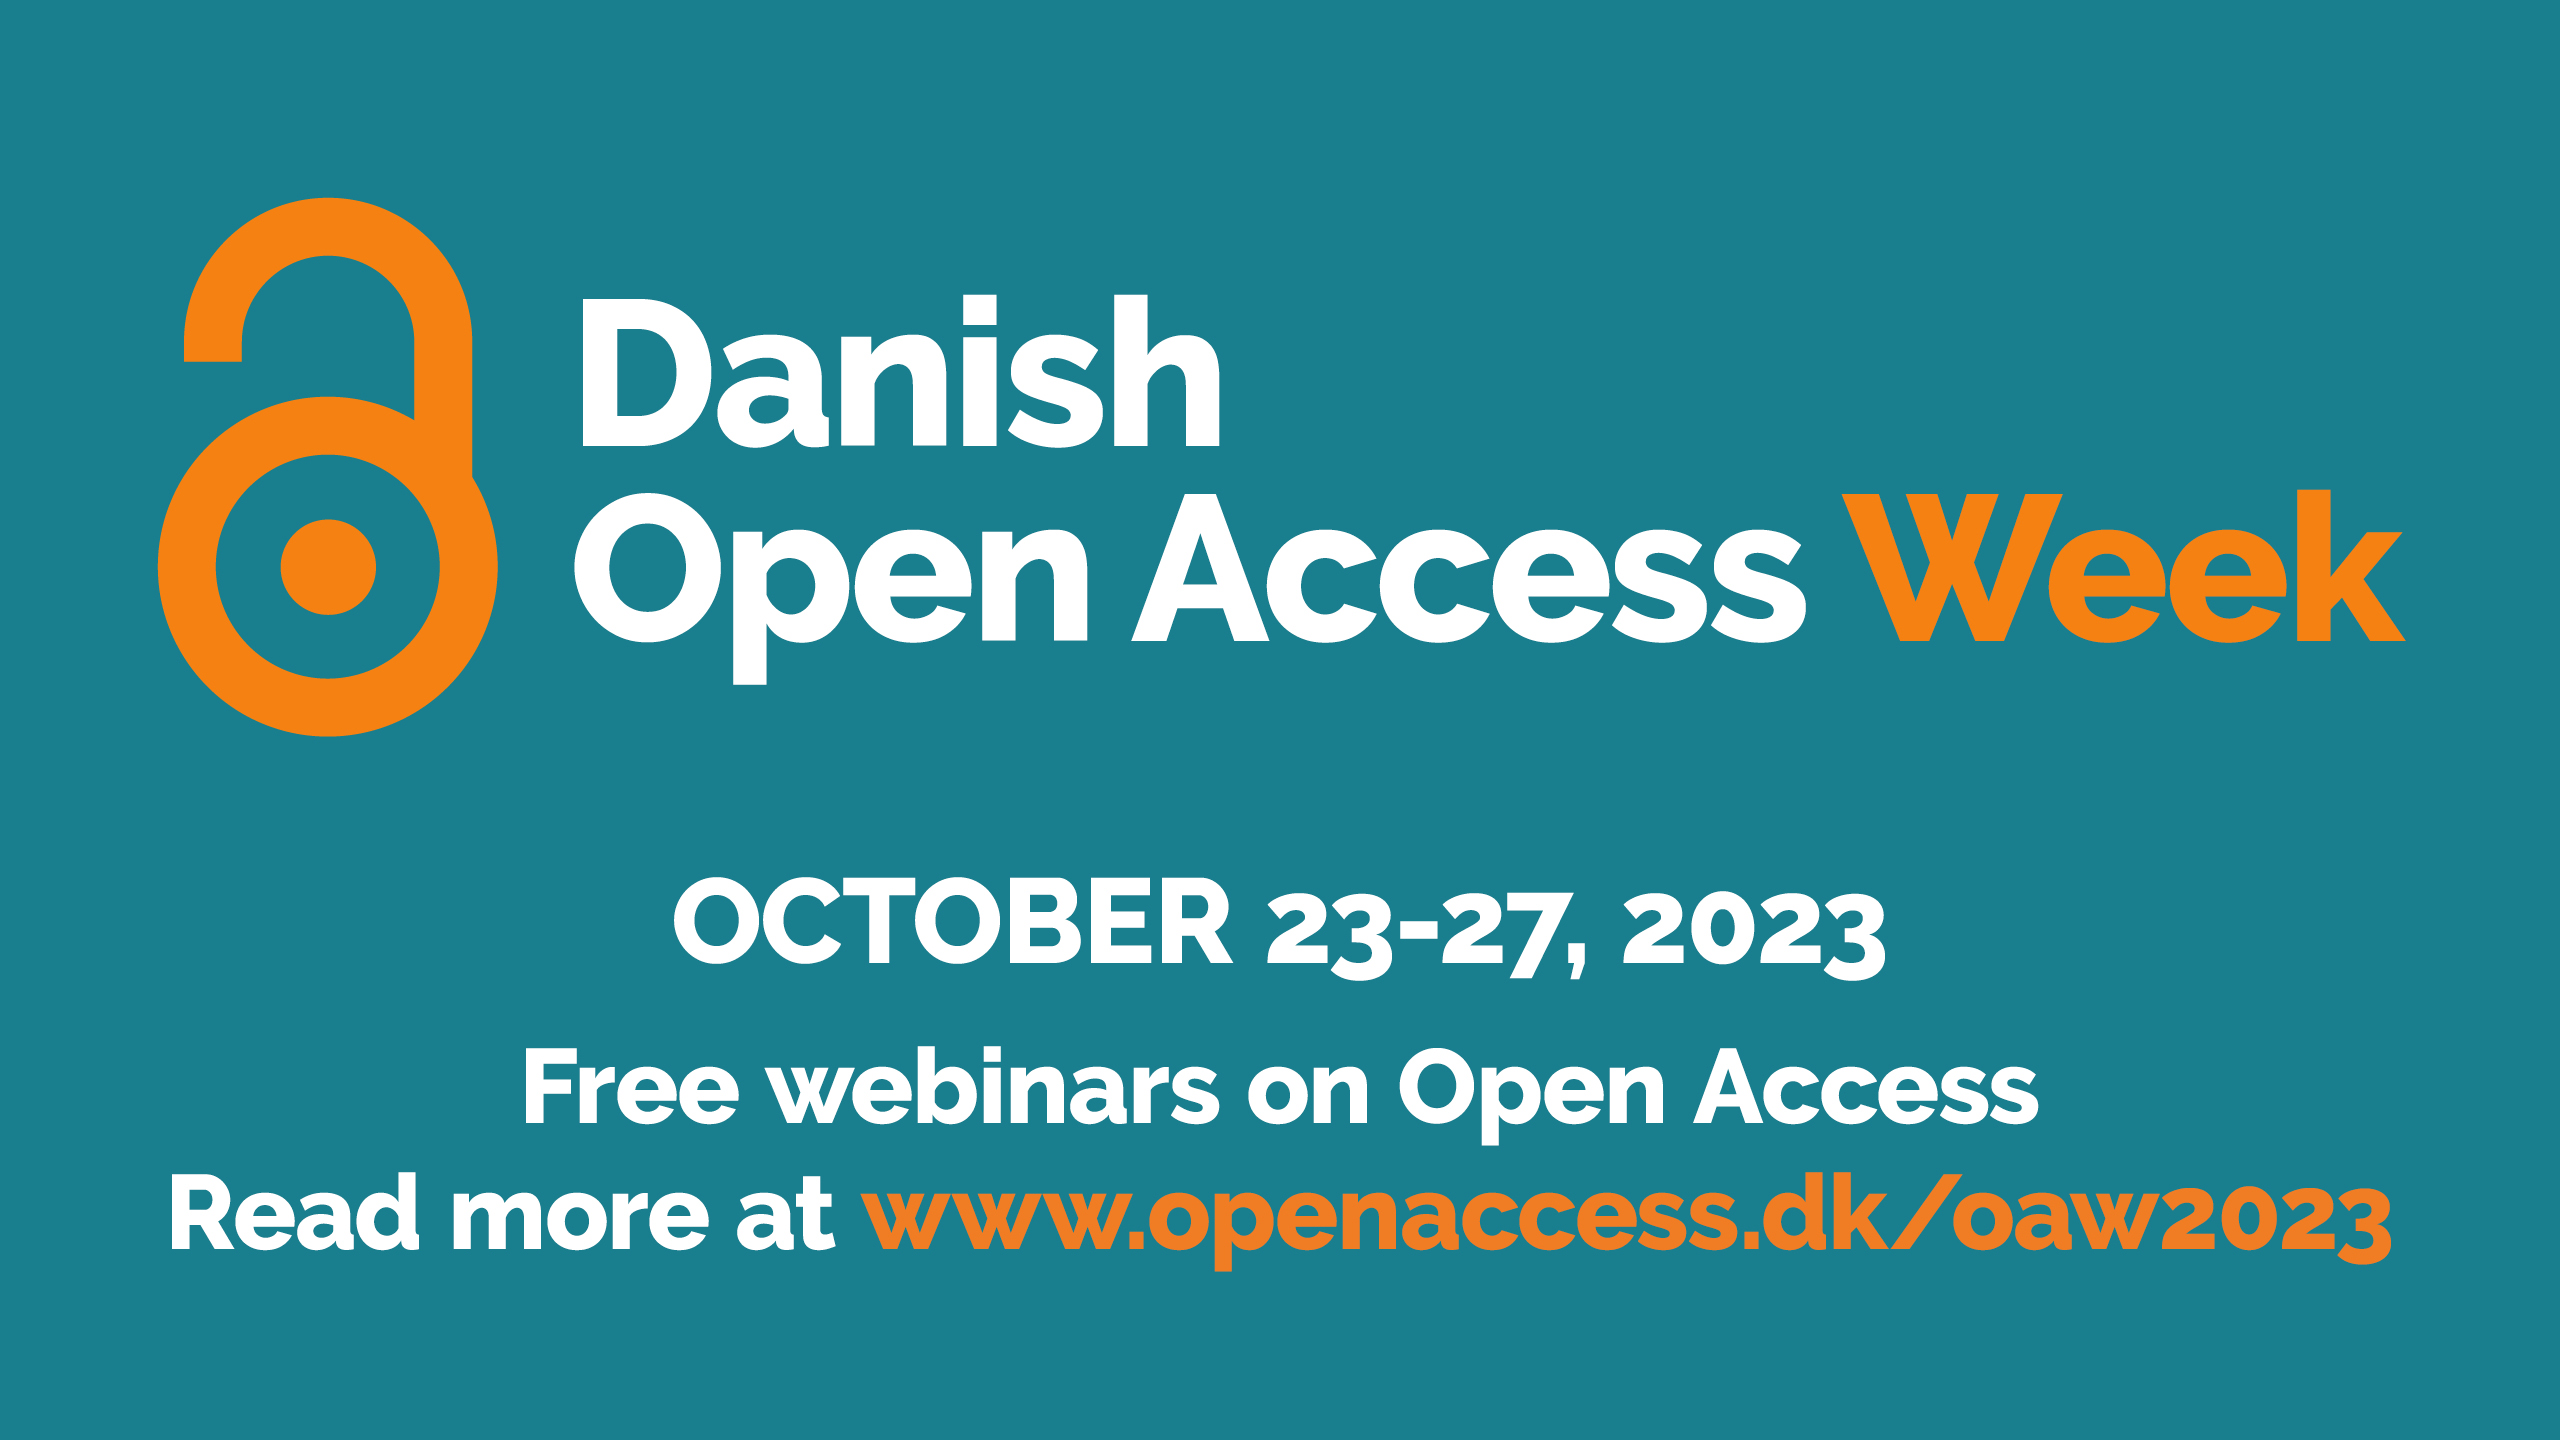 Danish
Open Access Week
OCTOBER 23-27, 2023
Free webinars on Open Access
Read more at www.openaccess.dk/oaw2023